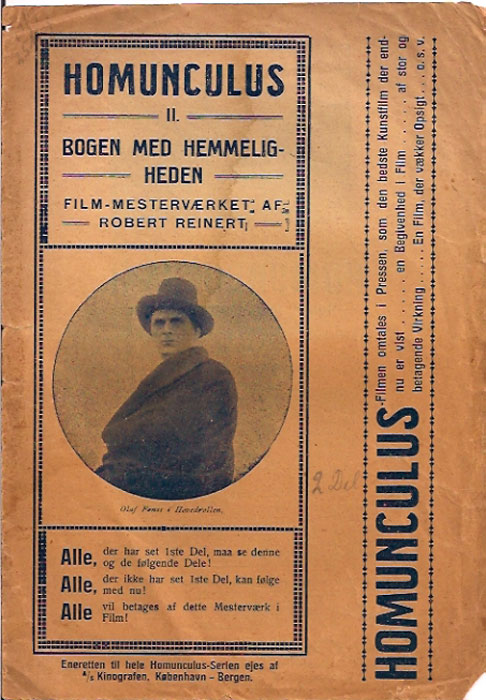 HOMUNCULUS
II.
BOGEN MED HEMMELIG-
HEDEN
FILM-MESTERVÆRKET AF
ROBERT REINERT
Olaf Fønss i Hovedrollen.
Alle, der har set 1ste Del, maa se denne
og de følgende Dele!
Alle, der ikke har set 1ste Del, kan følge
med nu!
Alle vil betages af dette Mesterværk i
Film!
Eneretten til hele Homunculus-Serien ejes af
A/S Kinografen, København – Bergen.
2 Del
HOMUNCULUS-Filmen omtales i Pressen, som den bedste Kunstfilm der end-
nu er vist ..... en Begivenhed i Film ...... af stor og
betagende Virkning..... En Film, der vækker Opsigt ... o. s. v.